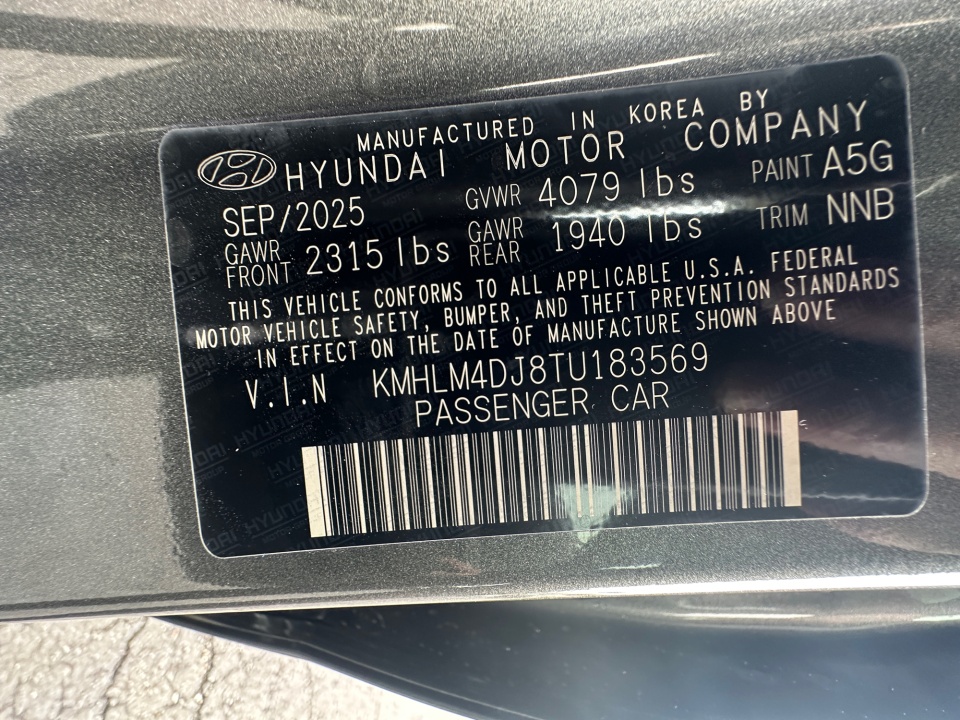 MANUFACTURED IN KOREA BY
HYUNDAI MOTOR COMPANY
SEP/2025 GVWR 4079 lbs PAINT A5G
GAWR FRONT 2315 lbs GAWR REAR 1940 lbs TRIM NNB
THIS VEHICLE CONFORMS TO ALL APPLICABLE U.S.A. FEDERAL
MOTOR VEHICLE SAFETY, BUMPER, AND THEFT PREVENTION STANDARDS
IN EFFECT ON THE DATE OF MANUFACTURE SHOWN ABOVE
V.I.N KMHLM4DJ8TU183569
PASSENGER CAR